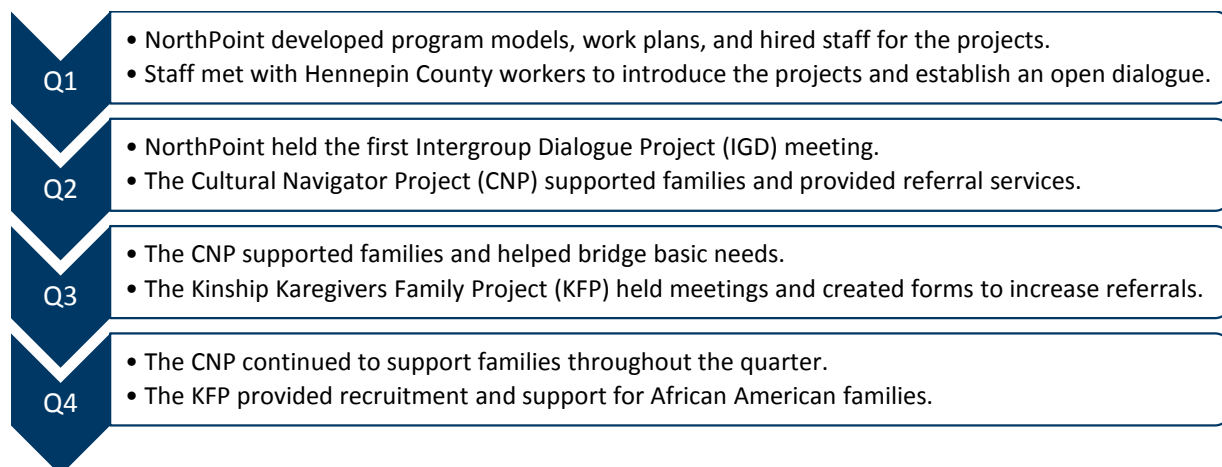 Q1
• NorthPoint developed program models, work plans, and hired staff for the projects.
• Staff met with Hennepin County workers to introduce the projects and establish an open dialogue.
Q2
• NorthPoint held the first Intergroup Dialogue Project (IGD) meeting.
• The Cultural Navigator Project (CNP) supported families and provided referral services.
Q3
• The CNP supported families and helped bridge basic needs.
• The Kinship Karegivers Family Project (KFP) held meetings and created forms to increase referrals.
Q4
• The CNP continued to support families throughout the quarter.
• The KFP provided recruitment and support for African American families.